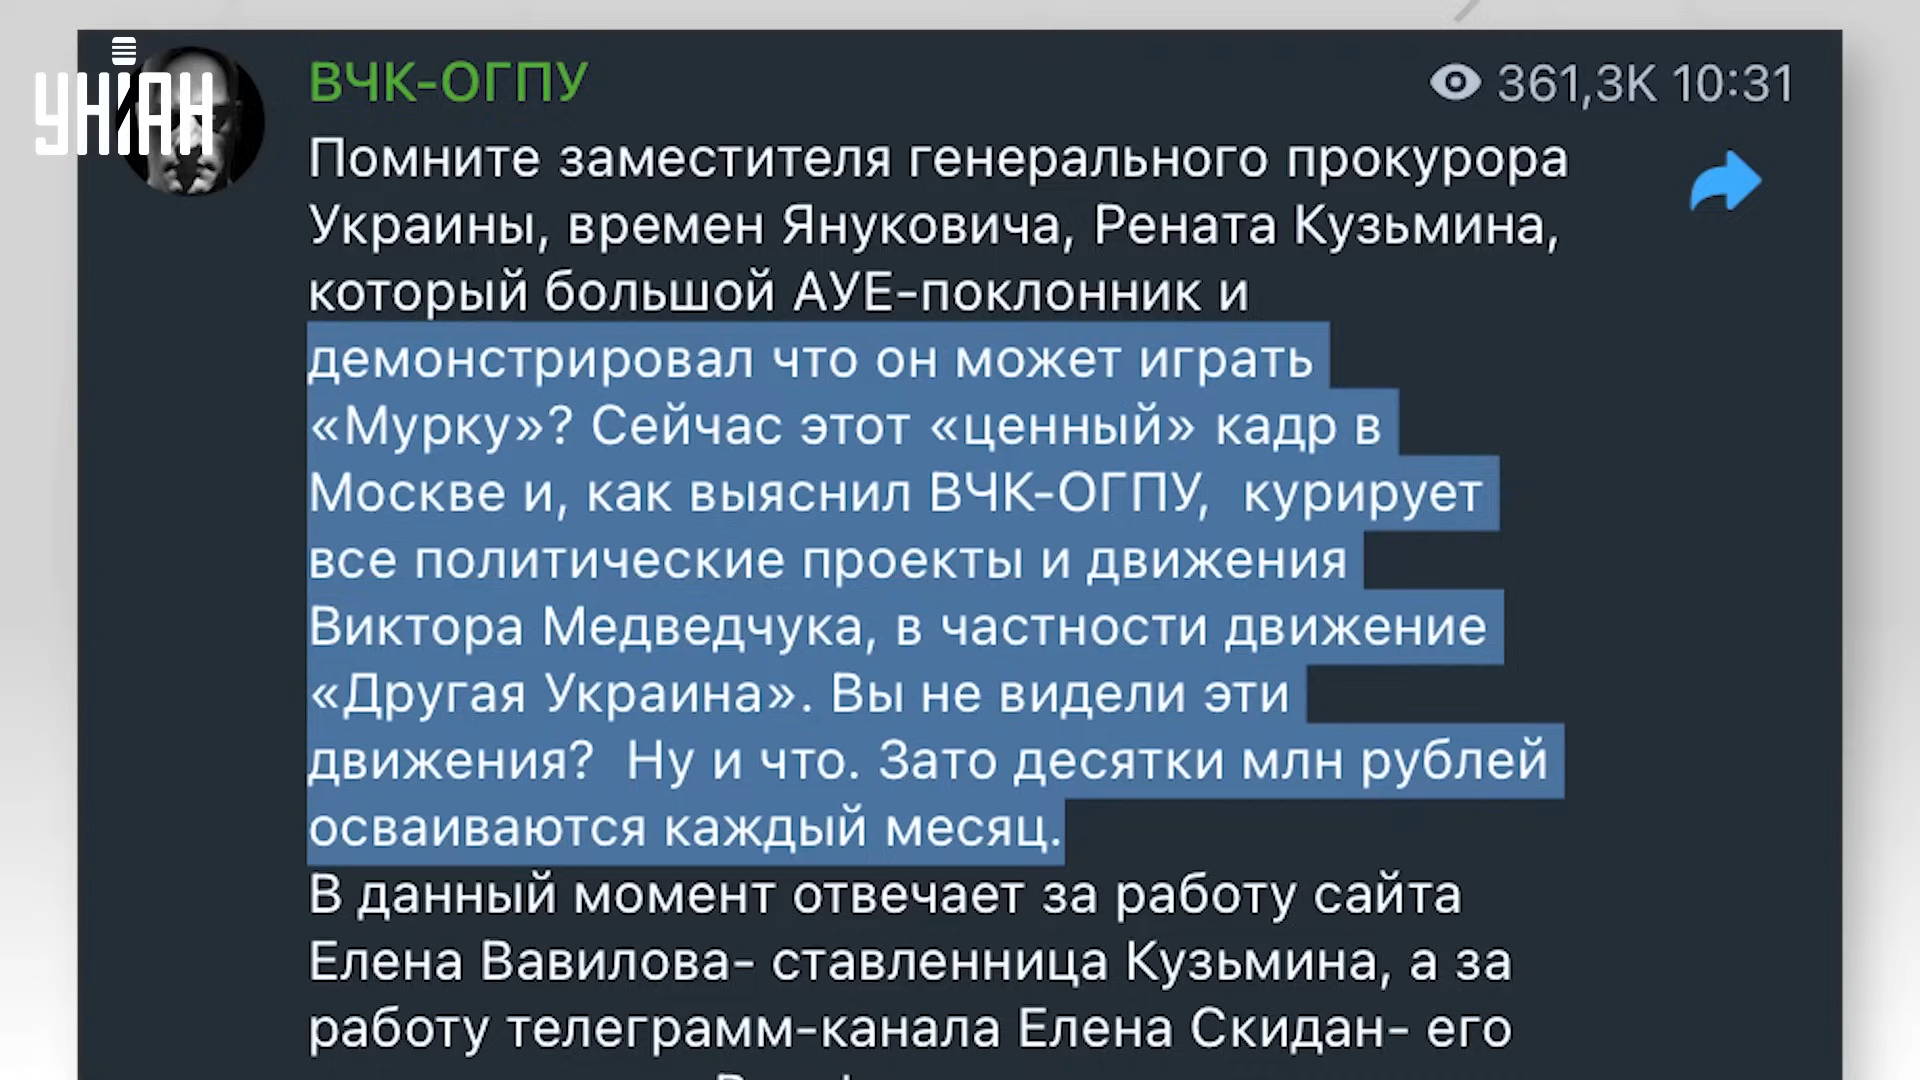 УНІАН
ВЧК-ОГПУ
361,3K 10:31
Помните заместителя генерального прокурора
Украины, времен Януковича, Рената Кузьмина,
который большой АУЕ-поклонник и
демонстрировал что он может играть
«Мурку»? Сейчас этот «ценный» кадр в
Москве и, как выяснил ВЧК-ОГПУ,  курирует
все политические проекты и движения
Виктора Медведчука, в частности движение
«Другая Украина». Вы не видели эти
движения?  Ну и что. Зато десятки млн рублей
осваиваются каждый месяц.
В данный момент отвечает за работу сайта
Елена Вавилова- ставленница Кузьмина, а за
работу телеграмм-канала Елена Скидан- его